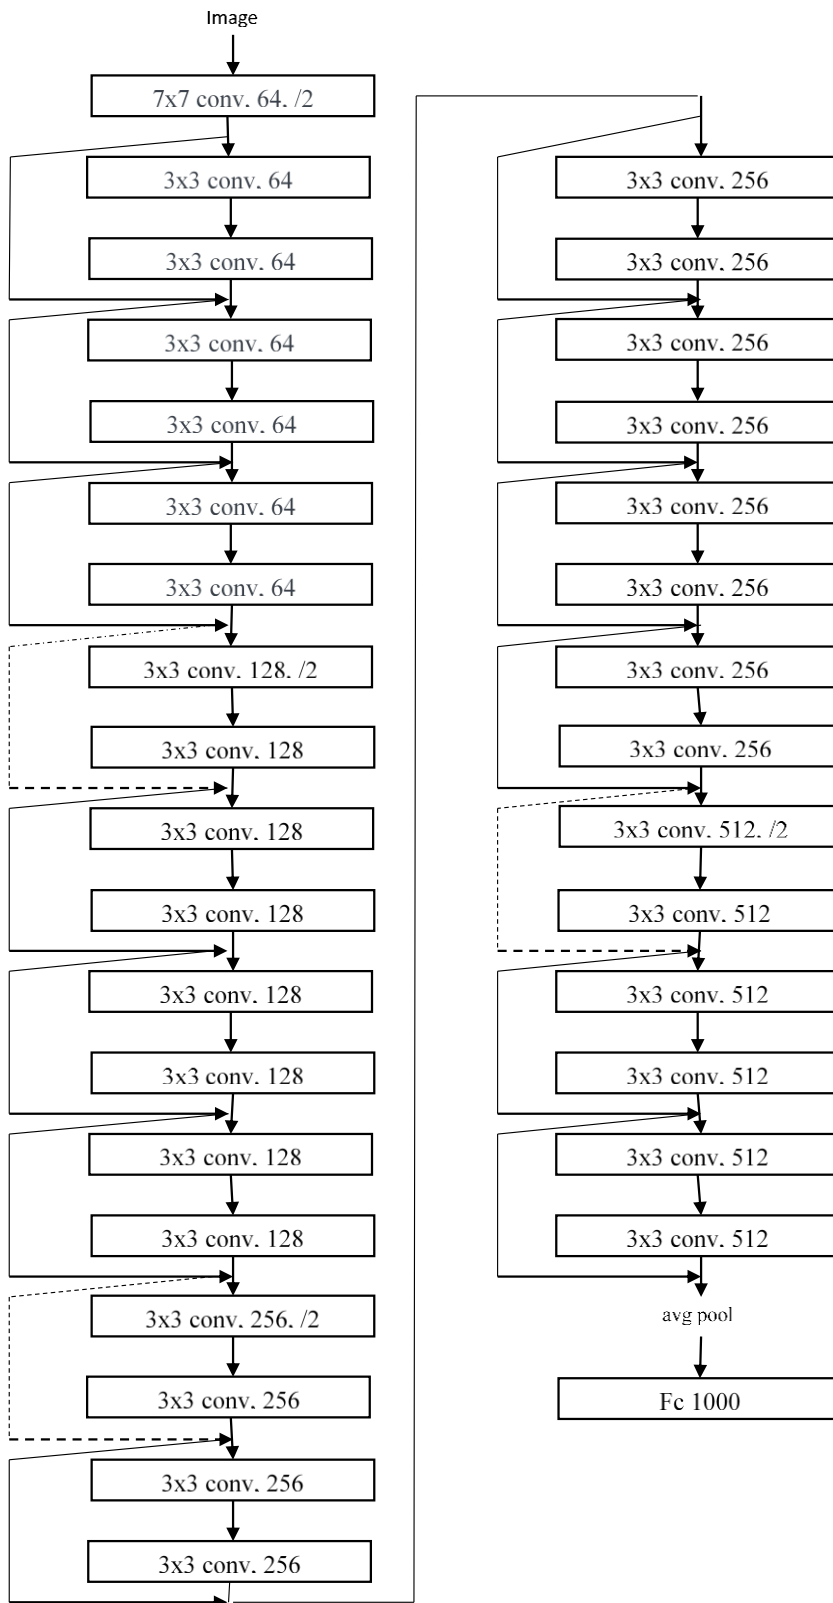 Image
7x7 conv, 64, /2
3x3 conv, 64
3x3 conv, 64
3x3 conv, 64
3x3 conv, 64
3x3 conv, 64
3x3 conv, 64
3x3 conv, 128, /2
3x3 conv, 128
3x3 conv, 128
3x3 conv, 128
3x3 conv, 128
3x3 conv, 128
3x3 conv, 128
3x3 conv, 128
3x3 conv, 256, /2
3x3 conv, 256
3x3 conv, 256
3x3 conv, 256
3x3 conv, 256
3x3 conv, 256
3x3 conv, 256
3x3 conv, 256
3x3 conv, 256
3x3 conv, 256
3x3 conv, 256
3x3 conv, 256
3x3 conv, 512, /2
3x3 conv, 512
3x3 conv, 512
3x3 conv, 512
3x3 conv, 512
3x3 conv, 512
avg pool
Fc 1000